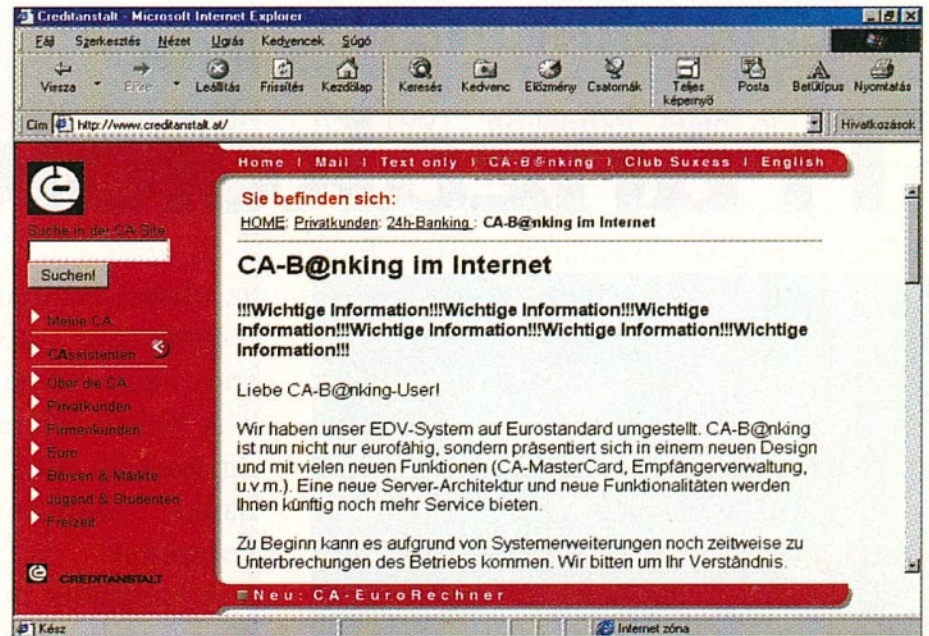 Creditanstalt - Microsoft Internet Explorer
Fájl Szerkesztés Nézet Ugrás Kedvencek Súgó
Vissza Előre Leállítás Frissítés Kezdőlap Keresés Kedvenc Előzmény Csatornák Teljes képernyő Posta Betűtípus Nyomtatás
Cím http://www.creditanstalt.at/ Hivatkozások
Home | Mail | Text only | CA-B@nking | Club Suxess | English
Suche in der CA-Site
Suchen!
Meine CA
CAssistenten
Über die CA
Privatkunden
Firmenkunden
Euro
Börsen & Märkte
Jugend & Studenten
Freizeit
CREDITANSTALT
Sie befinden sich:
HOME: Privatkunden: 24h-Banking : CA-B@nking im Internet
CA-B@nking im Internet
!!!Wichtige Information!!!Wichtige Information!!!Wichtige
Information!!!Wichtige Information!!!Wichtige Information!!!Wichtige
Information!!!
Liebe CA-B@nking-User!
Wir haben unser EDV-System auf Eurostandard umgestellt. CA-B@nking
ist nun nicht nur eurofähig, sondern präsentiert sich in einem neuen Design
und mit vielen neuen Funktionen (CA-MasterCard, Empfängerverwaltung,
u.v.m.). Eine neue Server-Architektur und neue Funktionalitäten werden
Ihnen künftig noch mehr Service bieten.
Zu Beginn kann es aufgrund von Systemerweiterungen noch zeitweise zu
Unterbrechungen des Betriebs kommen. Wir bitten um Ihr Verständnis.
Neu: CA-EuroRechner
Kész Internet zóna